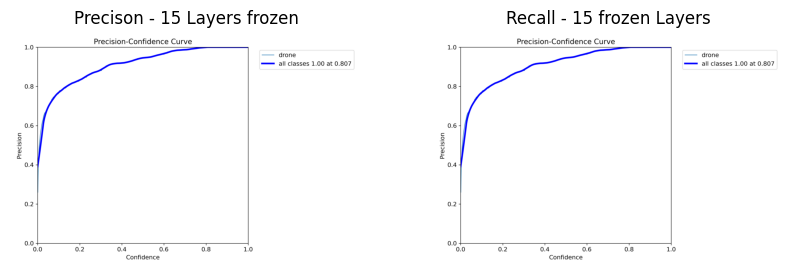 Precison - 15 Layers frozen
Precision-Confidence Curve
1.0
0.8
0.6
0.4
0.2
0.0
Precision
0.0 0.2 0.4 0.6 0.8 1.0
Confidence
drone
all classes 1.00 at 0.807
Recall - 15 frozen Layers
Precision-Confidence Curve
1.0
0.8
0.6
0.4
0.2
0.0
Precision
0.0 0.2 0.4 0.6 0.8 1.0
Confidence
drone
all classes 1.00 at 0.807